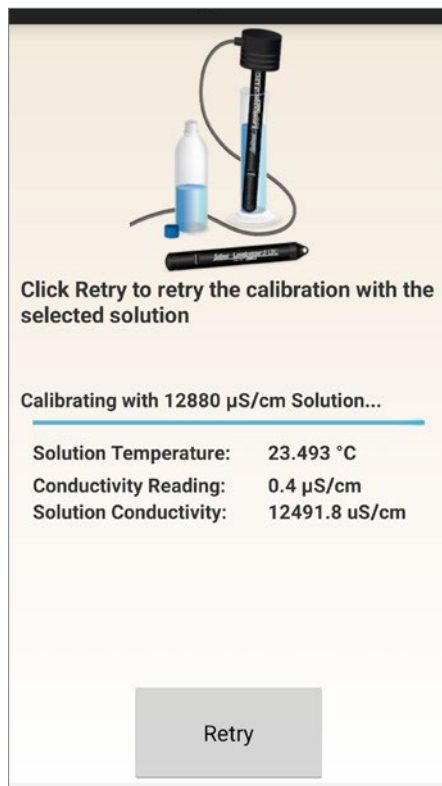 Click Retry to retry the calibration with the
selected solution
Calibrating with 12880 µS/cm Solution...
Solution Temperature: 23.493 °C
Conductivity Reading: 0.4 µS/cm
Solution Conductivity: 12491.8 uS/cm
Retry